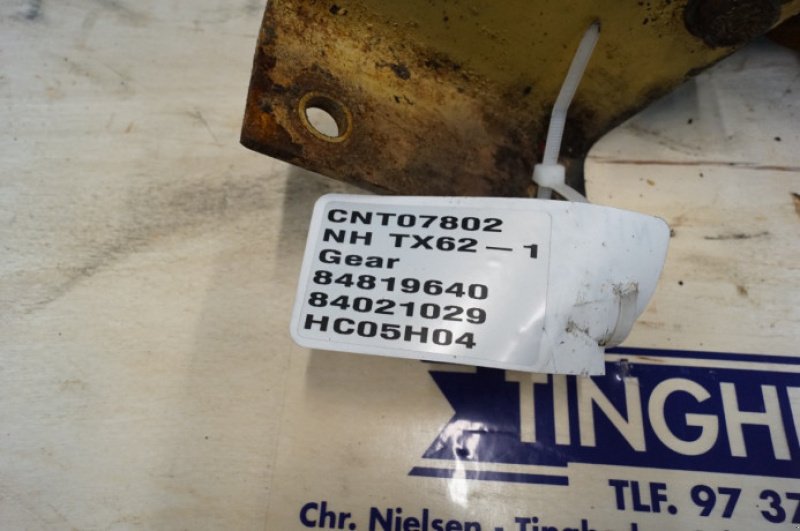 CNT07802
NH TX62-1
Gear
84819640
84021029
HC05H04
TINGH
TLF. 97 37
Chr. Nielsen -